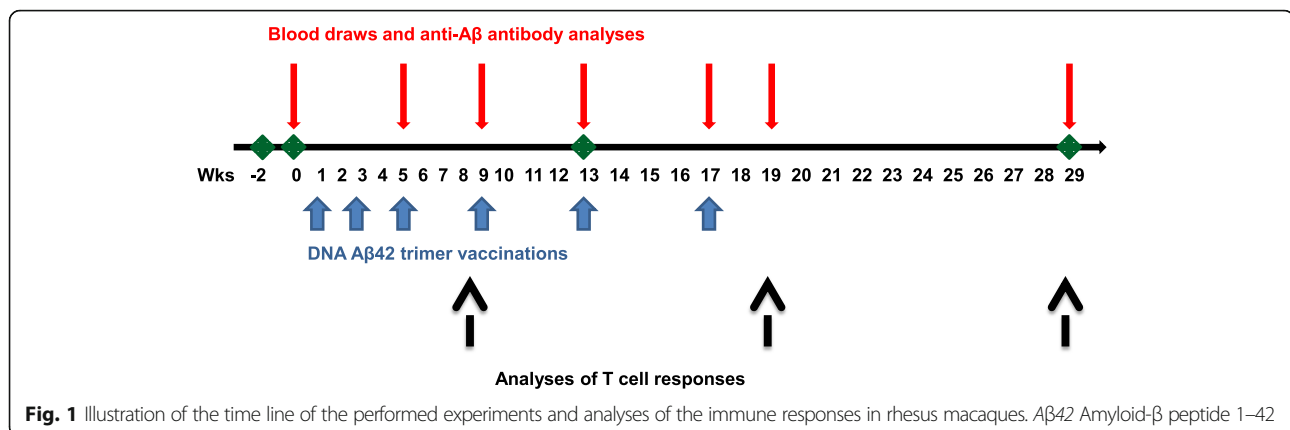 Blood draws and anti-Aβ antibody analyses
Wks -2 0 1 2 3 4 5 6 7 8 9 10 11 12 13 14 15 16 17 18 19 20 21 22 23 24 25 26 27 28 29
DNA Aβ42 trimer vaccinations
Analyses of T cell responses
Fig. 1 Illustration of the time line of the performed experiments and analyses of the immune responses in rhesus macaques. Aβ42 Amyloid-β peptide 1–42